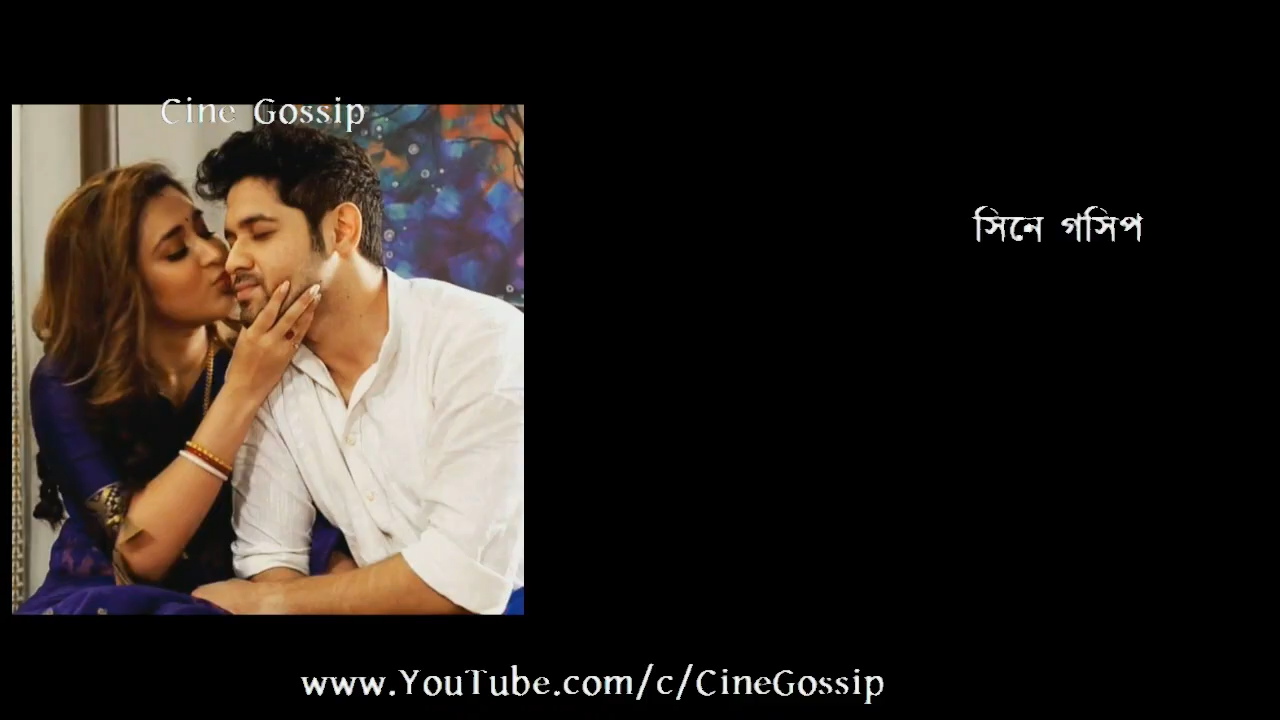 Cine Gossip
সিনে গসিপ
www.YouTube.com/c/CineGossip